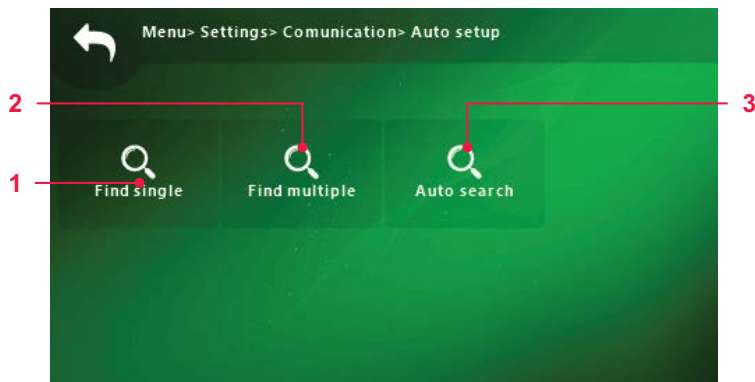 Menu> Settings> Comunication> Auto setup
2
3
1
Find single
Find multiple
Auto search